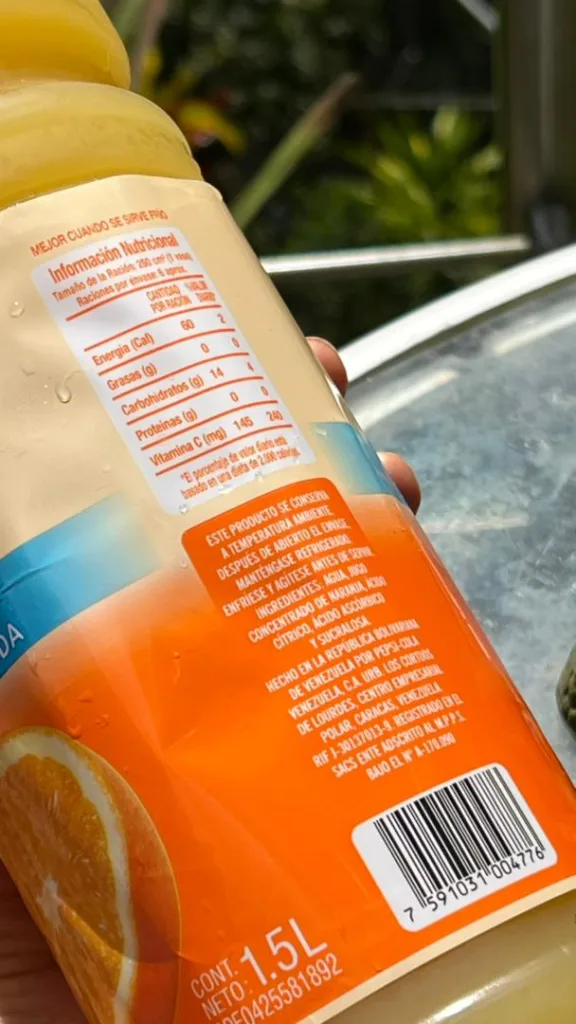 MEJOR CUANDO SE SIRVE FRÍO
Información Nutricional
Tamaño de la Ración: 250 cm³ (1 vaso)
Raciones por envase: 6 aprox.
CANTIDAD %VALOR
POR RACIÓN DIARIO*
Energía (Cal) 60 2
Grasas (g) 0 0
Carbohidratos (g) 14 4
Proteínas (g) 0 0
Vitamina C (mg) 145 240
*El porcentaje de valor diario está
basado en una dieta de 2.000 calorías.
ESTE PRODUCTO SE CONSERVA
A TEMPERATURA AMBIENTE.
DESPUÉS DE ABIERTO EL ENVASE
MANTÉNGASE REFRIGERADO.
ENFRÍESE Y AGÍTESE ANTES DE SERVIR.
INGREDIENTES: AGUA, JUGO
CONCENTRADO DE NARANJA, ÁCIDO
CÍTRICO, ÁCIDO ASCÓRBICO
Y SUCRALOSA
HECHO EN LA REPÚBLICA BOLIVARIANA
DE VENEZUELA POR PEPSI-COLA
VENEZUELA, C.A. URB. LOS CORTIJOS
DE LOURDES, CENTRO EMPRESARIAL
POLAR, CARACAS, VENEZUELA.
RIF J-30137013-9. REGISTRADO EN EL
SACS ENTE ADSCRITO AL M.P.P.S.
BAJO EL Nº A-170.090
DA
7 591031 004776
CONT.
NETO: 1.5L